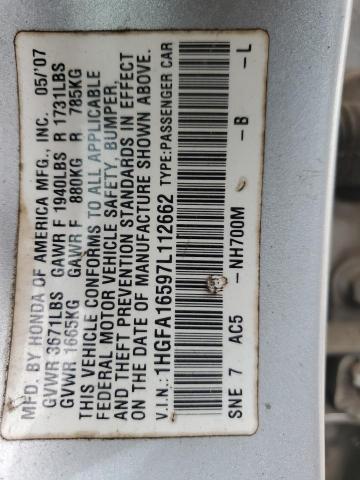 MFD. BY HONDA OF AMERICA MFG., INC. 05/'07
GVWR 3671LBS GAWR F 1940LBS R 1731LBS
GVWR 1665KG GAWR F 880KG R 785KG
THIS VEHICLE CONFORMS TO ALL APPLICABLE
FEDERAL MOTOR VEHICLE SAFETY, BUMPER,
AND THEFT PREVENTION STANDARDS IN EFFECT
ON THE DATE OF MANUFACTURE SHOWN ABOVE.
V.I.N.: 1HGFA16597L112662 TYPE:PASSENGER CAR
SNE 7 AC5 -NH700M -B -L